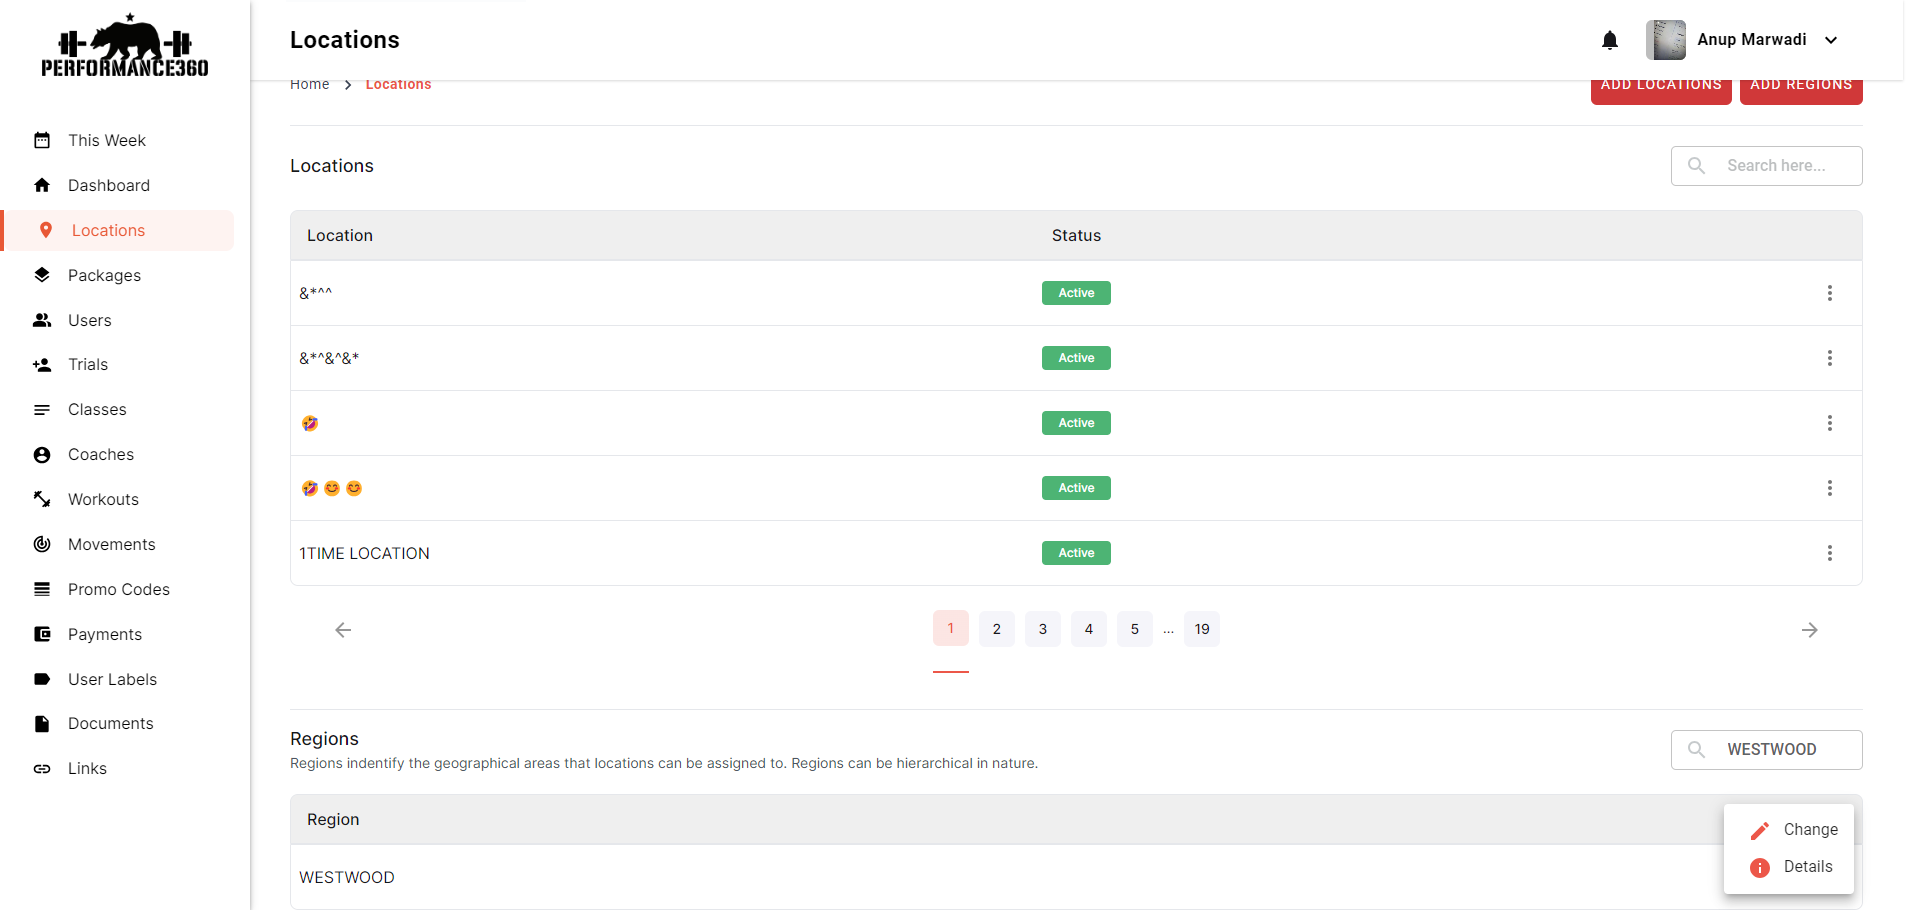 PERFORMANCE360
Locations
Anup Marwadi
Home
Locations
ADD LOCATIONS
ADD REGIONS
This Week
Dashboard
Locations
Packages
Users
Trials
Classes
Coaches
Workouts
Movements
Promo Codes
Payments
User Labels
Documents
Links
Locations
Search here...
Location Status
&*^^ Active
&*^&^&* Active
🤣 Active
🤣 😊 😊 Active
1TIME LOCATION Active
1 2 3 4 5 ... 19
Regions
WESTWOOD
Regions indentify the geographical areas that locations can be assigned to. Regions can be hierarchical in nature.
Region
Change
Details
WESTWOOD